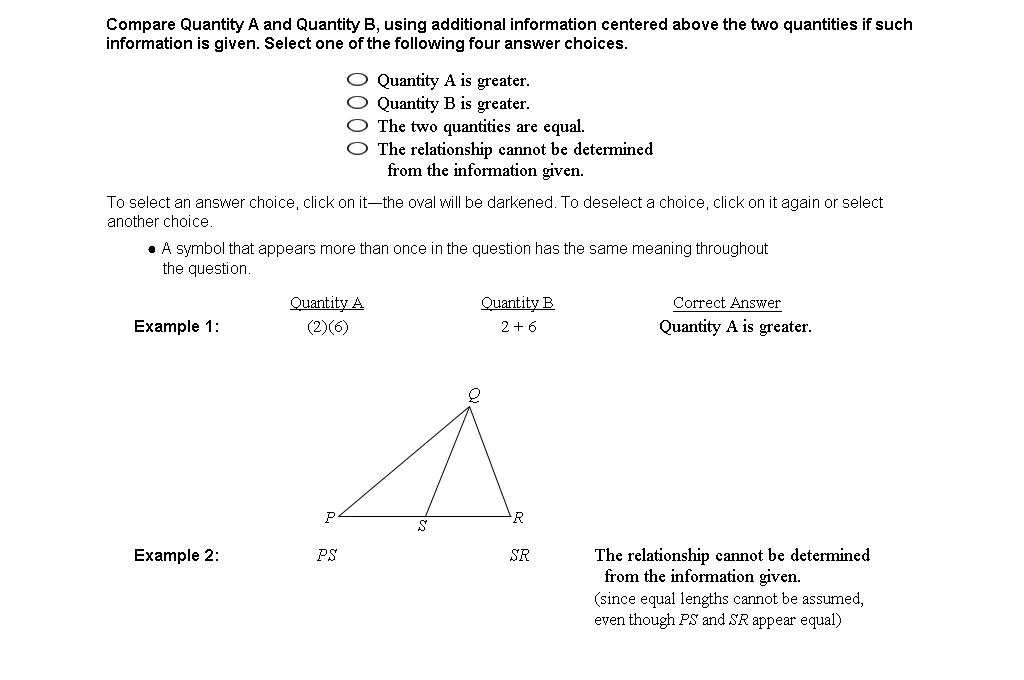 Compare Quantity A and Quantity B, using additional information centered above the two quantities if such
information is given. Select one of the following four answer choices.
Quantity A is greater.
Quantity B is greater.
The two quantities are equal.
The relationship cannot be determined
from the information given.
To select an answer choice, click on it—the oval will be darkened. To deselect a choice, click on it again or select
another choice.
• A symbol that appears more than once in the question has the same meaning throughout
the question.
Quantity A Quantity B Correct Answer
Example 1: (2)(6) 2 + 6 Quantity A is greater.
Q
P S R
Example 2: PS SR The relationship cannot be determined
from the information given.
(since equal lengths cannot be assumed,
even though PS and SR appear equal)